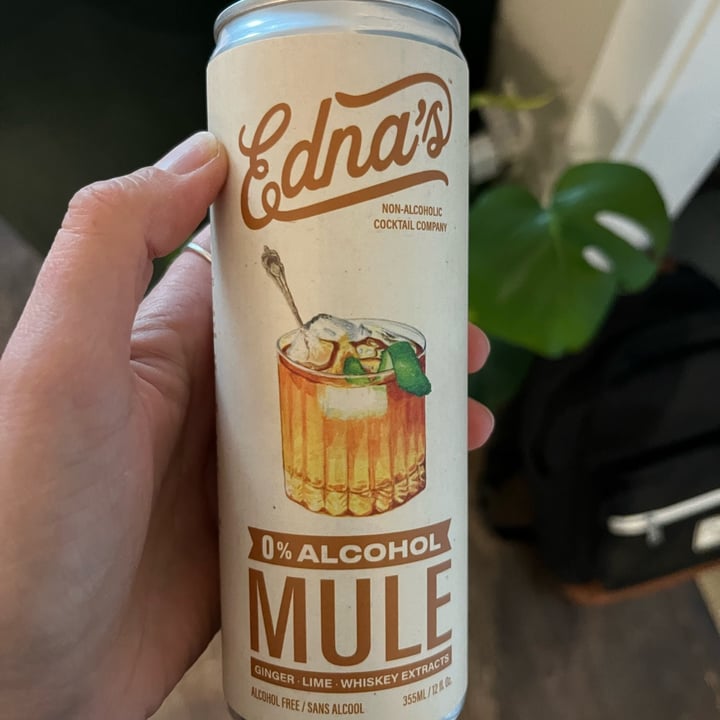 Edna's
NON-ALCOHOLIC
COCKTAIL COMPANY
0% ALCOHOL
MULE
GINGER · LIME · WHISKEY EXTRACTS
ALCOHOL FREE / SANS ALCOOL 355ML / 12 fl. Oz.